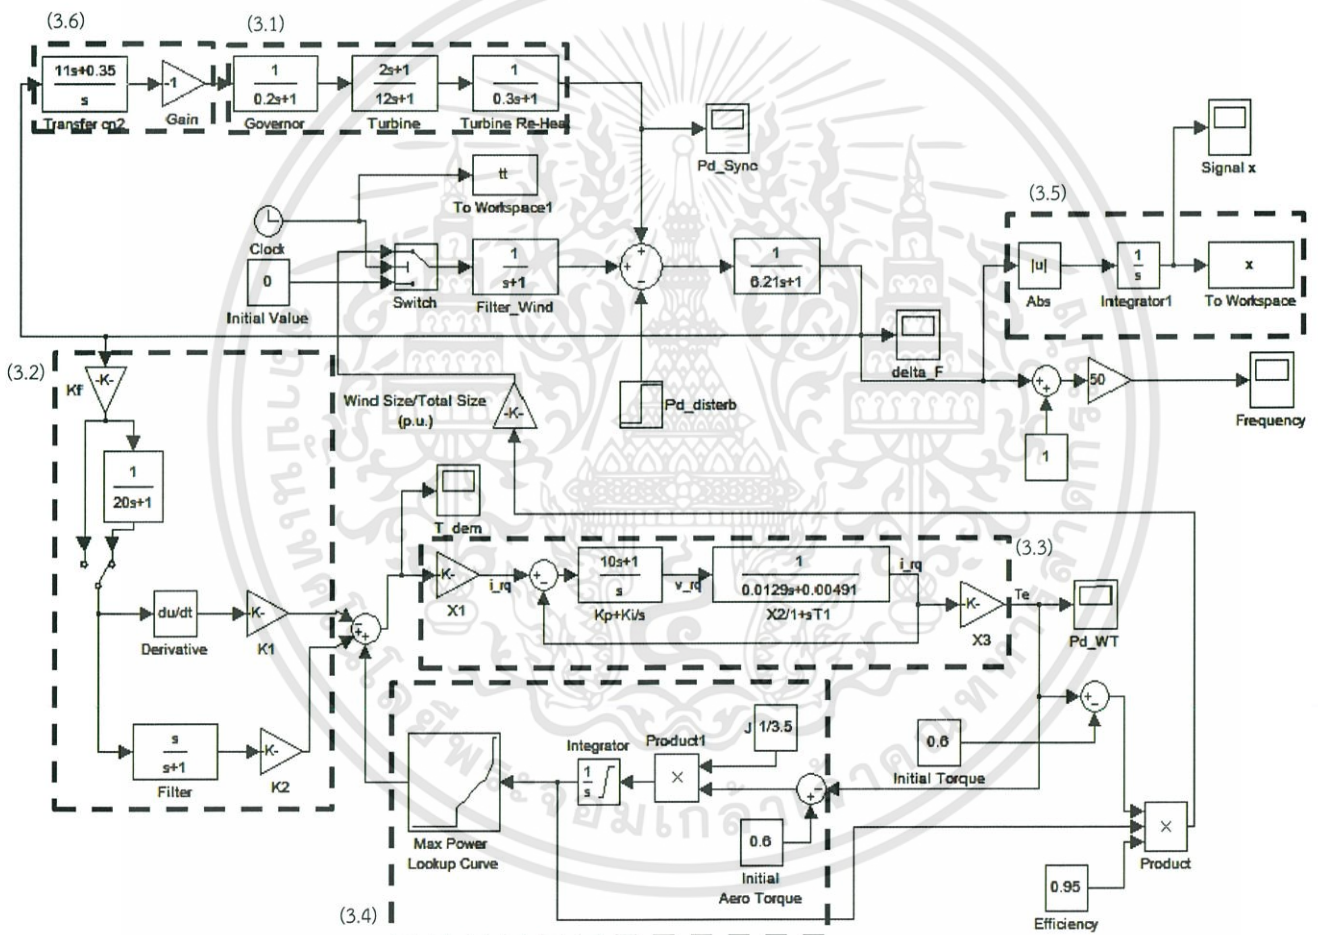 (3.6)
(3.1)
11s+0.35
s
Transfer cn2
-1
Gain
1
0.2s+1
Governor
2s+1
12s+1
Turbine
1
0.3s+1
Turbine Re-Hea
Pd_Sync
Signal x
tt
To Workspace1
Clock
0
Initial Value
Switch
1
s+1
Filter_Wind
+
+
−
1
6.21s+1
(3.5)
|u|
Abs
1
s
Integrator1
x
To Workspace
delta_F
Pd_disterb
+
+
50
1
Frequency
(3.2)
Kf
-K-
1
20s+1
du/dt
Derivative
-K-
K1
s
s+1
Filter
K-
K2
Wind Size/Total Size
(p.u.)
-K-
T_dem
(3.3)
K-
X1
i_rq
+
−
10s+1
s
Kp+Ki/s
v_rq
1
0.0129s+0.00491
X2/1+sT1
i_rq
-K-
X3
Te
Pd_WT
(3.4)
Max Power
Lookup Curve
Integrator
1
s
Product1
×
J 1/3.5
0.6
Initial
Aero Torque
+
−
0.6
Initial Torque
+
−
0.95
Efficiency
×
Product